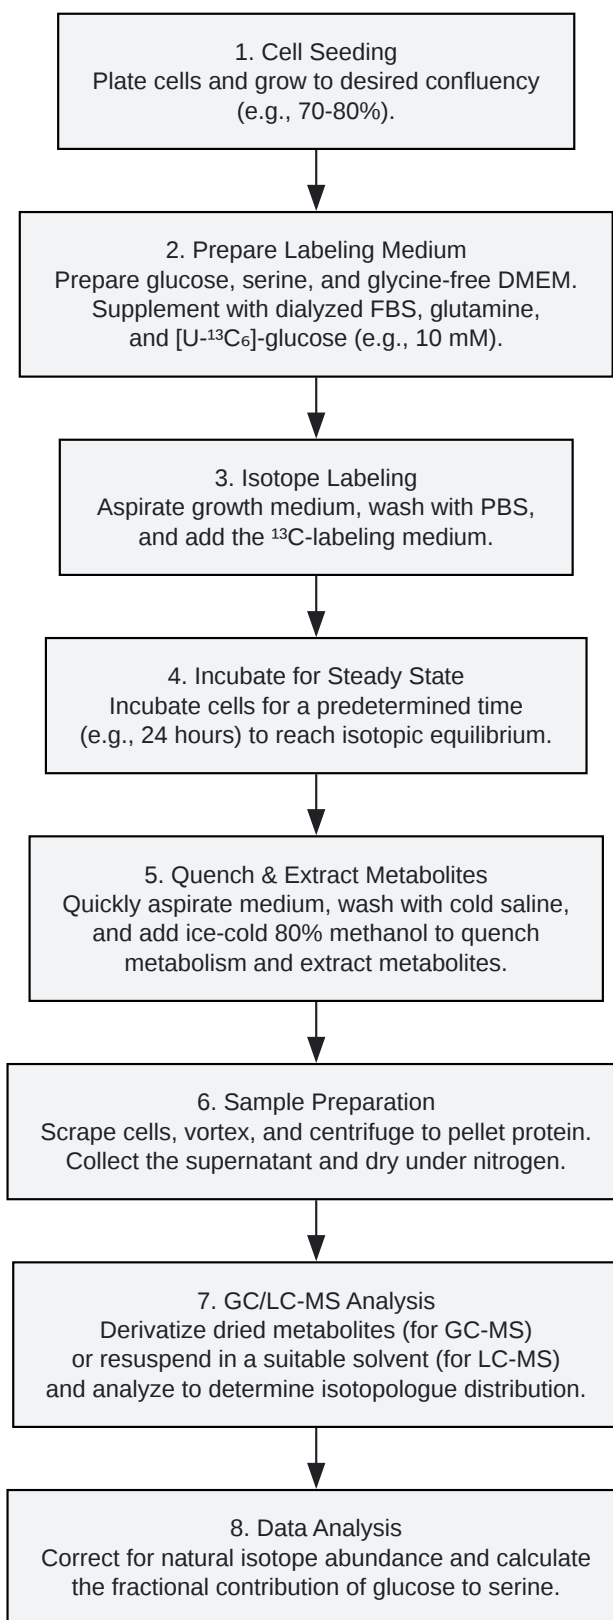 1. Cell Seeding
Plate cells and grow to desired confluency
(e.g., 70-80%).
2. Prepare Labeling Medium
Prepare glucose, serine, and glycine-free DMEM.
Supplement with dialyzed FBS, glutamine,
and [U-¹³C₆]-glucose (e.g., 10 mM).
3. Isotope Labeling
Aspirate growth medium, wash with PBS,
and add the ¹³C-labeling medium.
4. Incubate for Steady State
Incubate cells for a predetermined time
(e.g., 24 hours) to reach isotopic equilibrium.
5. Quench & Extract Metabolites
Quickly aspirate medium, wash with cold saline,
and add ice-cold 80% methanol to quench
metabolism and extract metabolites.
6. Sample Preparation
Scrape cells, vortex, and centrifuge to pellet protein.
Collect the supernatant and dry under nitrogen.
7. GC/LC-MS Analysis
Derivatize dried metabolites (for GC-MS)
or resuspend in a suitable solvent (for LC-MS)
and analyze to determine isotopologue distribution.
8. Data Analysis
Correct for natural isotope abundance and calculate
the fractional contribution of glucose to serine.